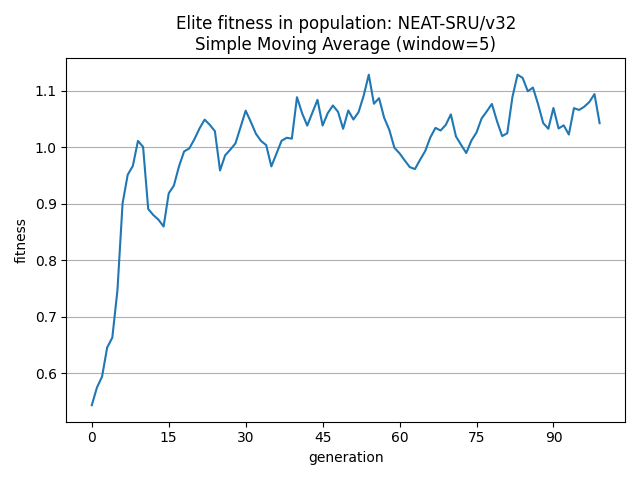 Elite fitness in population: NEAT-SRU/v32
Simple Moving Average (window=5)
fitness
1.1
1.0
0.9
0.8
0.7
0.6
0 15 30 45 60 75 90
generation